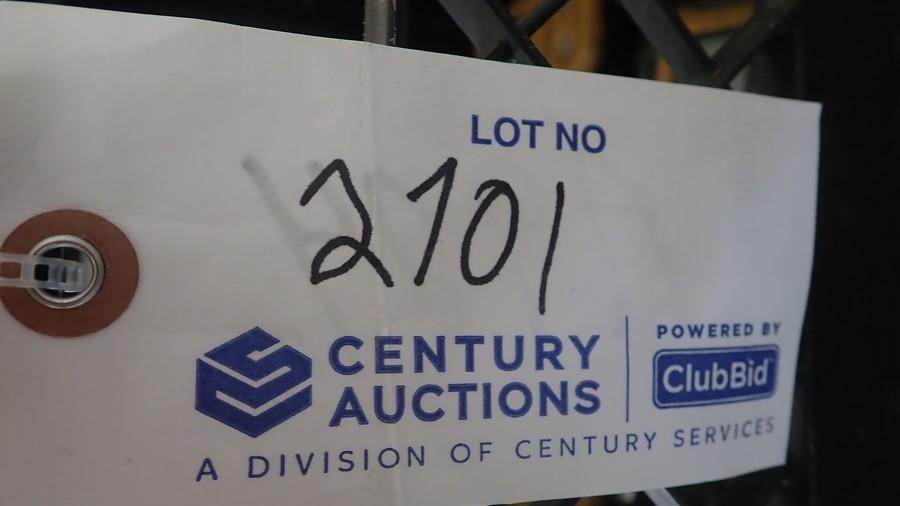 LOT NO
2101
CENTURY
AUCTIONS
POWERED BY
ClubBid
A DIVISION OF CENTURY SERVICES